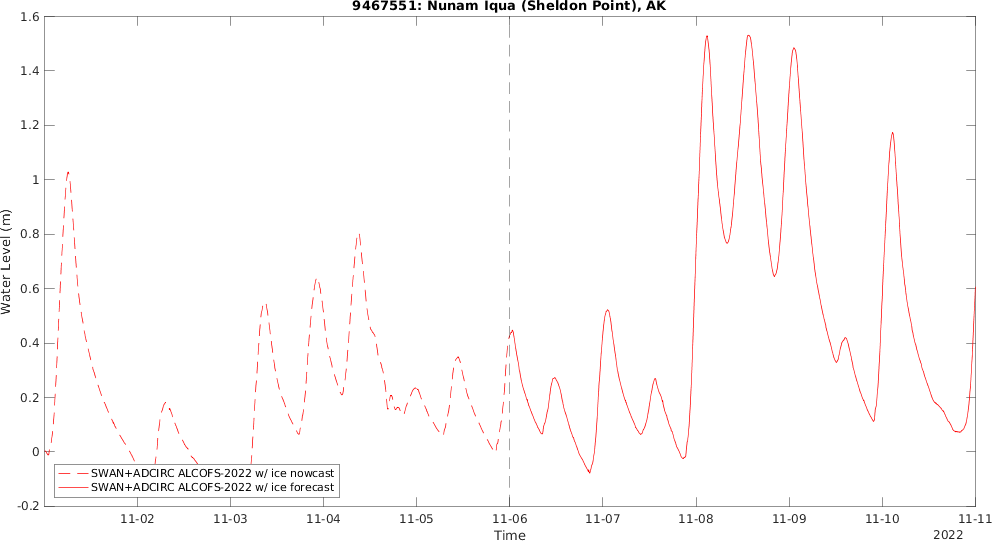 9467551: Nunam Iqua (Sheldon Point), AK
1.6
1.4
1.2
1
0.8
0.6
0.4
0.2
0
-0.2
Water Level (m)
SWAN+ADCIRC ALCOFS-2022 w/ ice nowcast
SWAN+ADCIRC ALCOFS-2022 w/ ice forecast
11-02 11-03 11-04 11-05 11-06 11-07 11-08 11-09 11-10 11-11
Time
2022